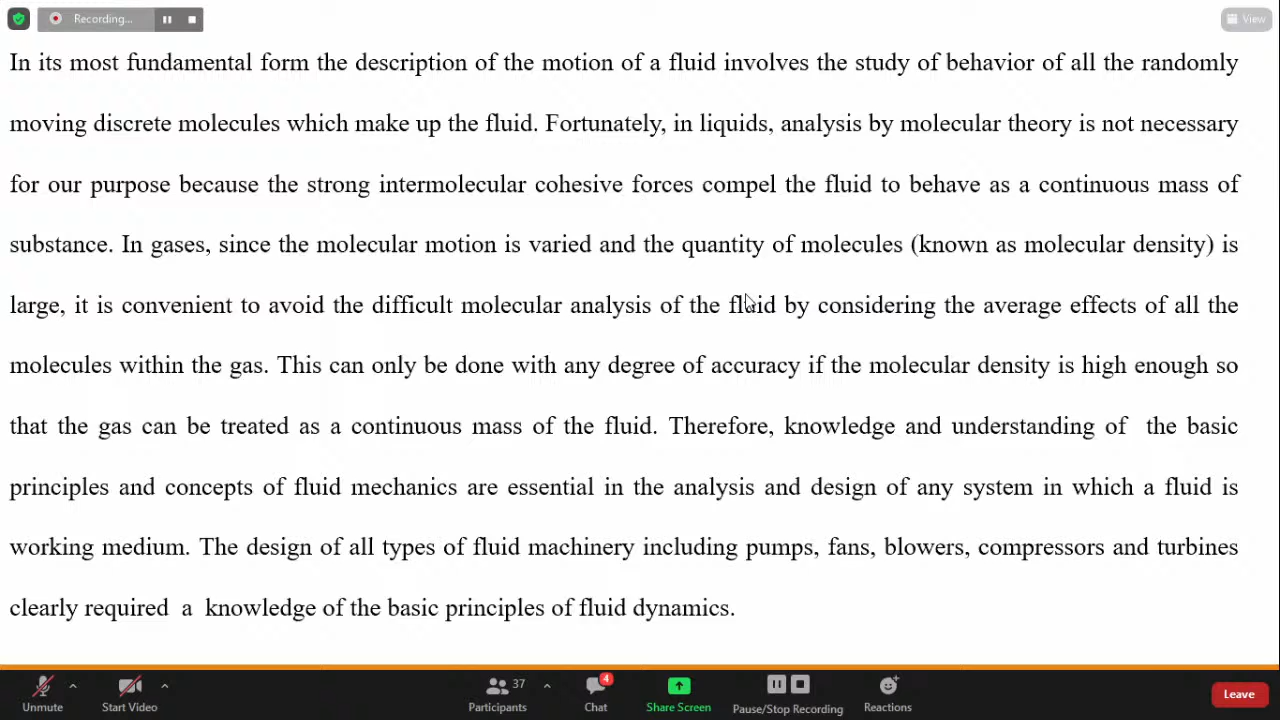 Recording...
View
In its most fundamental form the description of the motion of a fluid involves the study of behavior of all the randomly
moving discrete molecules which make up the fluid. Fortunately, in liquids, analysis by molecular theory is not necessary
for our purpose because the strong intermolecular cohesive forces compel the fluid to behave as a continuous mass of
substance. In gases, since the molecular motion is varied and the quantity of molecules (known as molecular density) is
large, it is convenient to avoid the difficult molecular analysis of the fluid by considering the average effects of all the
molecules within the gas. This can only be done with any degree of accuracy if the molecular density is high enough so
that the gas can be treated as a continuous mass of the fluid. Therefore, knowledge and understanding of the basic
principles and concepts of fluid mechanics are essential in the analysis and design of any system in which a fluid is
working medium. The design of all types of fluid machinery including pumps, fans, blowers, compressors and turbines
clearly required a knowledge of the basic principles of fluid dynamics.
37
4
Unmute
Start Video
Participants
Chat
Share Screen
Pause/Stop Recording
Reactions
Leave